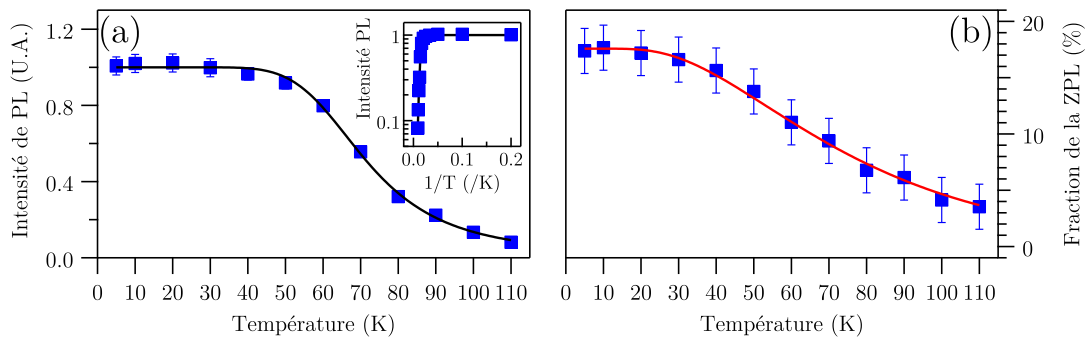 (a)
Intensité de PL (U.A.)
1.2
0.8
0.4
0.0
0 10 20 30 40 50 60 70 80 90 100 110
Température (K)
Intensité PL
1
0.1
0.0 0.1 0.2
1/T (/K)
(b)
20
10
0
Fraction de la ZPL (%)
0 10 20 30 40 50 60 70 80 90 100 110
Température (K)